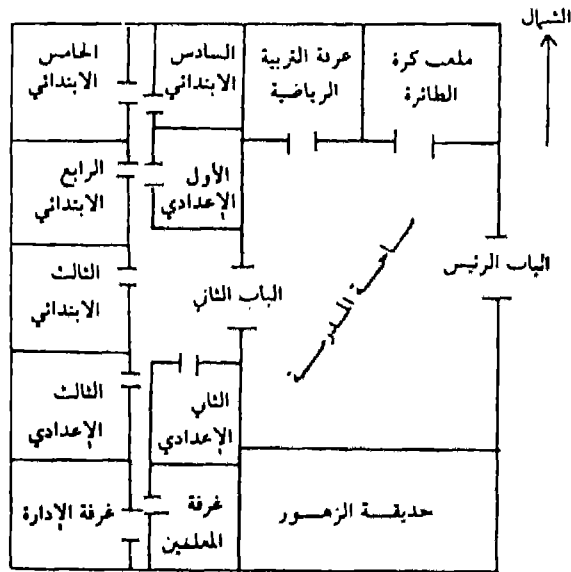 الشمال
ملعب كرة
الطائرة
غرفة التربية
الرياضية
السادس
الابتدائي
الخامس
الابتدائي
الأول
الإعدادي
الرابع
الابتدائي
الباب الرئيس
ساحة المدرسة
الباب الثاني
الثالث
الابتدائي
الثاني
الإعدادي
الثالث
الإعدادي
حديقة الزهور
غرفة
المعلمين
غرفة الإدارة